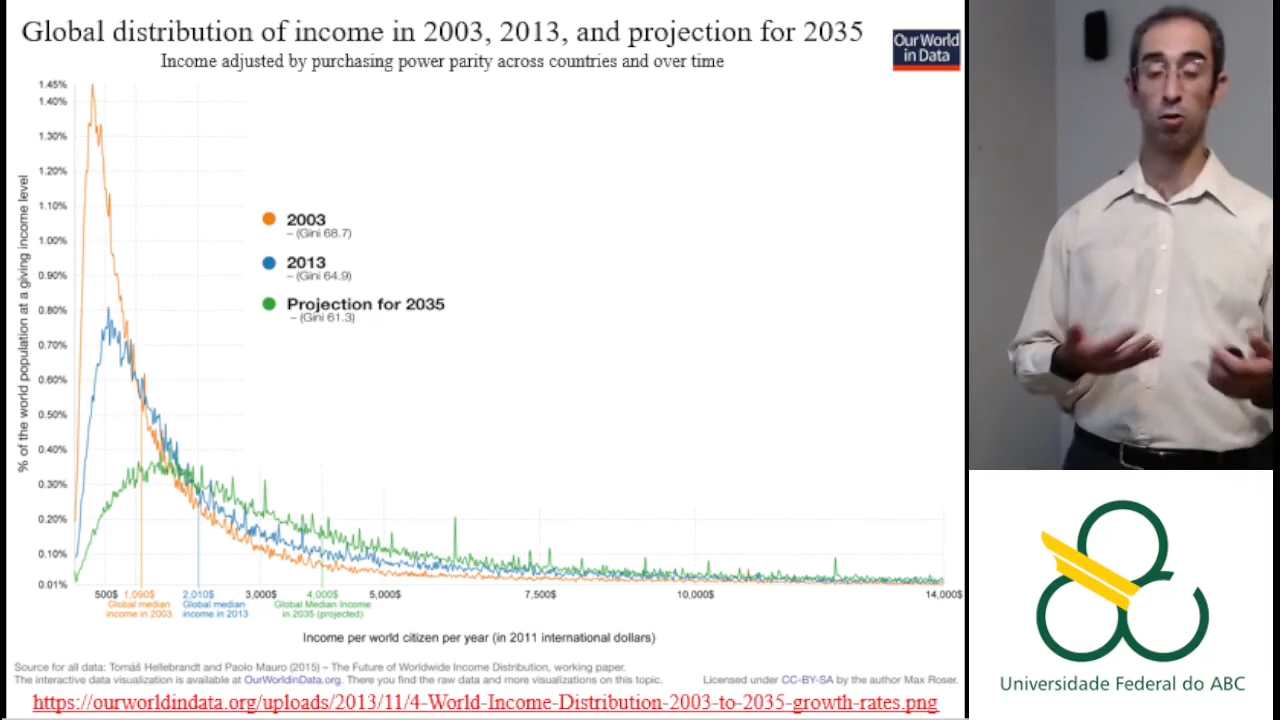 Global distribution of income in 2003, 2013, and projection for 2035
Income adjusted by purchasing power parity across countries and over time
Our World
in Data
% of the world population at a giving income level
1.45%
1.40%
1.30%
1.20%
1.10%
1.00%
0.90%
0.80%
0.70%
0.60%
0.50%
0.40%
0.30%
0.20%
0.10%
0.01%
2003
– (Gini 68.7)
2013
– (Gini 64.9)
Projection for 2035
– (Gini 61.3)
500$ 1,090$ 2,010$ 3,000$ 4,000$ 5,000$ 7,500$ 10,000$ 14,000$
Global median
income in 2003
Global median
income in 2013
Global Median Income
in 2035 (projected)
Income per world citizen per year (in 2011 international dollars)
Source for all data: Tomáš Hellebrandt and Paolo Mauro (2015) – The Future of Worldwide Income Distribution, working paper.
The interactive data visualization is available at OurWorldinData.org. There you find the raw data and more visualizations on this topic.
Licensed under CC-BY-SA by the author Max Roser.
https://ourworldindata.org/uploads/2013/11/4-World-Income-Distribution-2003-to-2035-growth-rates.png
Universidade Federal do ABC